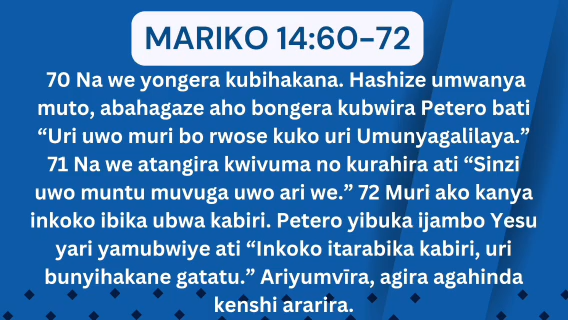 MARIKO 14:60-72
70 Na we yongera kubihakana. Hashize umwanya
muto, abahagaze aho bongera kubwira Petero bati
“Uri uwo muri bo rwose kuko uri Umunyagalilaya.”
71 Na we atangira kwivuma no kurahira ati “Sinzi
uwo muntu muvuga uwo ari we.” 72 Muri ako kanya
inkoko ibika ubwa kabiri. Petero yibuka ijambo Yesu
yari yamubwiye ati “Inkoko itarabika kabiri, uri
bunyihakane gatatu.” Ariyumvīra, agira agahinda
kenshi ararira.